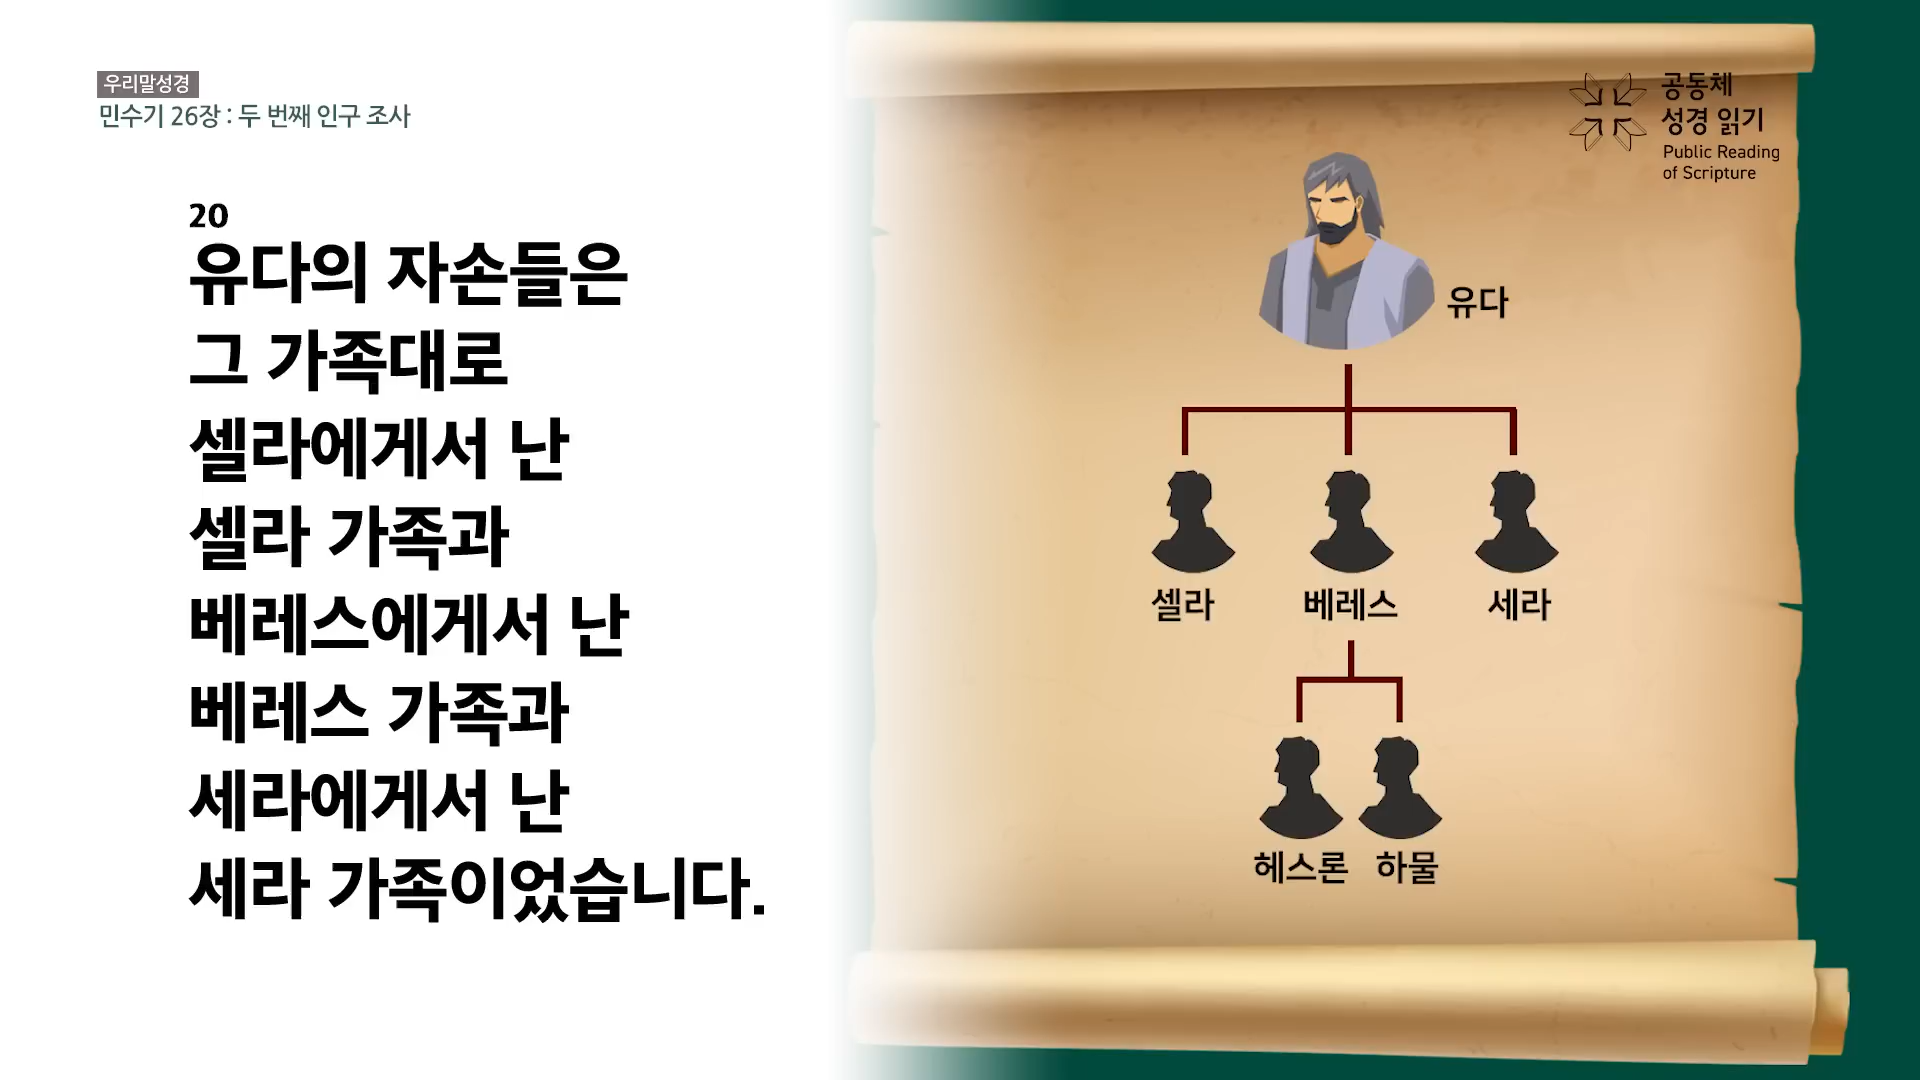 우리말성경
민수기 26장 : 두 번째 인구 조사
20
유다의 자손들은
그 가족대로
셀라에게서 난
셀라 가족과
베레스에게서 난
베레스 가족과
세라에게서 난
세라 가족이었습니다.
공동체
성경 읽기
Public Reading
of Scripture
유다
셀라 베레스 세라
헤스론 하물